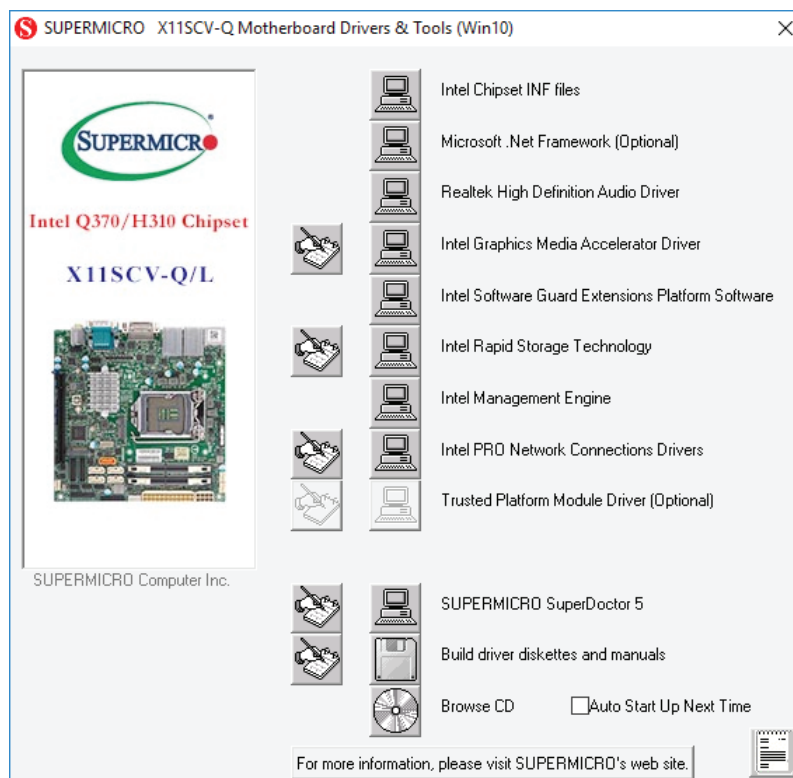 SUPERMICRO X11SCV-Q Motherboard Drivers & Tools (Win10)
SUPERMICRO
Intel Q370/H310 Chipset
X11SCV-Q/L
SUPERMICRO Computer Inc.
Intel Chipset INF files
Microsoft .Net Framework (Optional)
Realtek High Definition Audio Driver
Intel Graphics Media Accelerator Driver
Intel Software Guard Extensions Platform Software
Intel Rapid Storage Technology
Intel Management Engine
Intel PRO Network Connections Drivers
Trusted Platform Module Driver (Optional)
SUPERMICRO SuperDoctor 5
Build driver diskettes and manuals
Browse CD
Auto Start Up Next Time
For more information, please visit SUPERMICRO's web site.